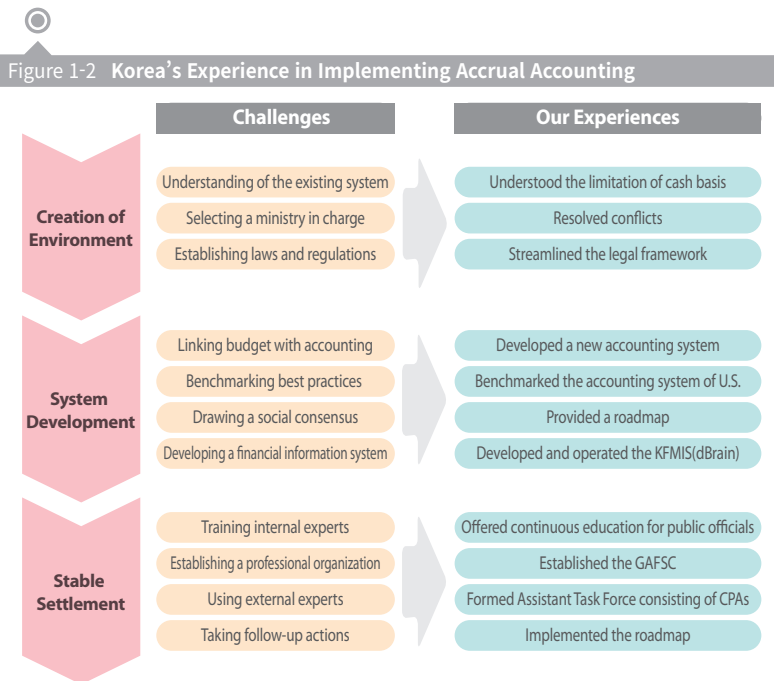 Figure 1-2 Korea's Experience in Implementing Accrual Accounting
Challenges
Our Experiences
Creation of
Environment
Understanding of the existing system
Understood the limitation of cash basis
Selecting a ministry in charge
Resolved conflicts
Establishing laws and regulations
Streamlined the legal framework
System
Development
Linking budget with accounting
Developed a new accounting system
Benchmarking best practices
Benchmarked the accounting system of U.S.
Drawing a social consensus
Provided a roadmap
Developing a financial information system
Developed and operated the KFMIS(dBrain)
Stable
Settlement
Training internal experts
Offered continuous education for public officials
Establishing a professional organization
Established the GAFSC
Using external experts
Formed Assistant Task Force consisting of CPAs
Taking follow-up actions
Implemented the roadmap